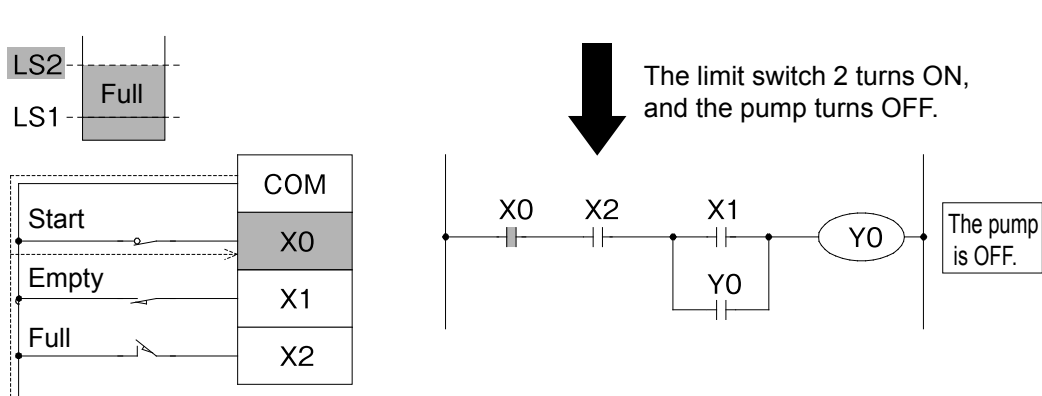 LS2
Full
LS1
The limit switch 2 turns ON,
and the pump turns OFF.
COM
Start
X0
Empty
X1
Full
X2
X0 X2 X1
Y0
The pump
is OFF.
Y0